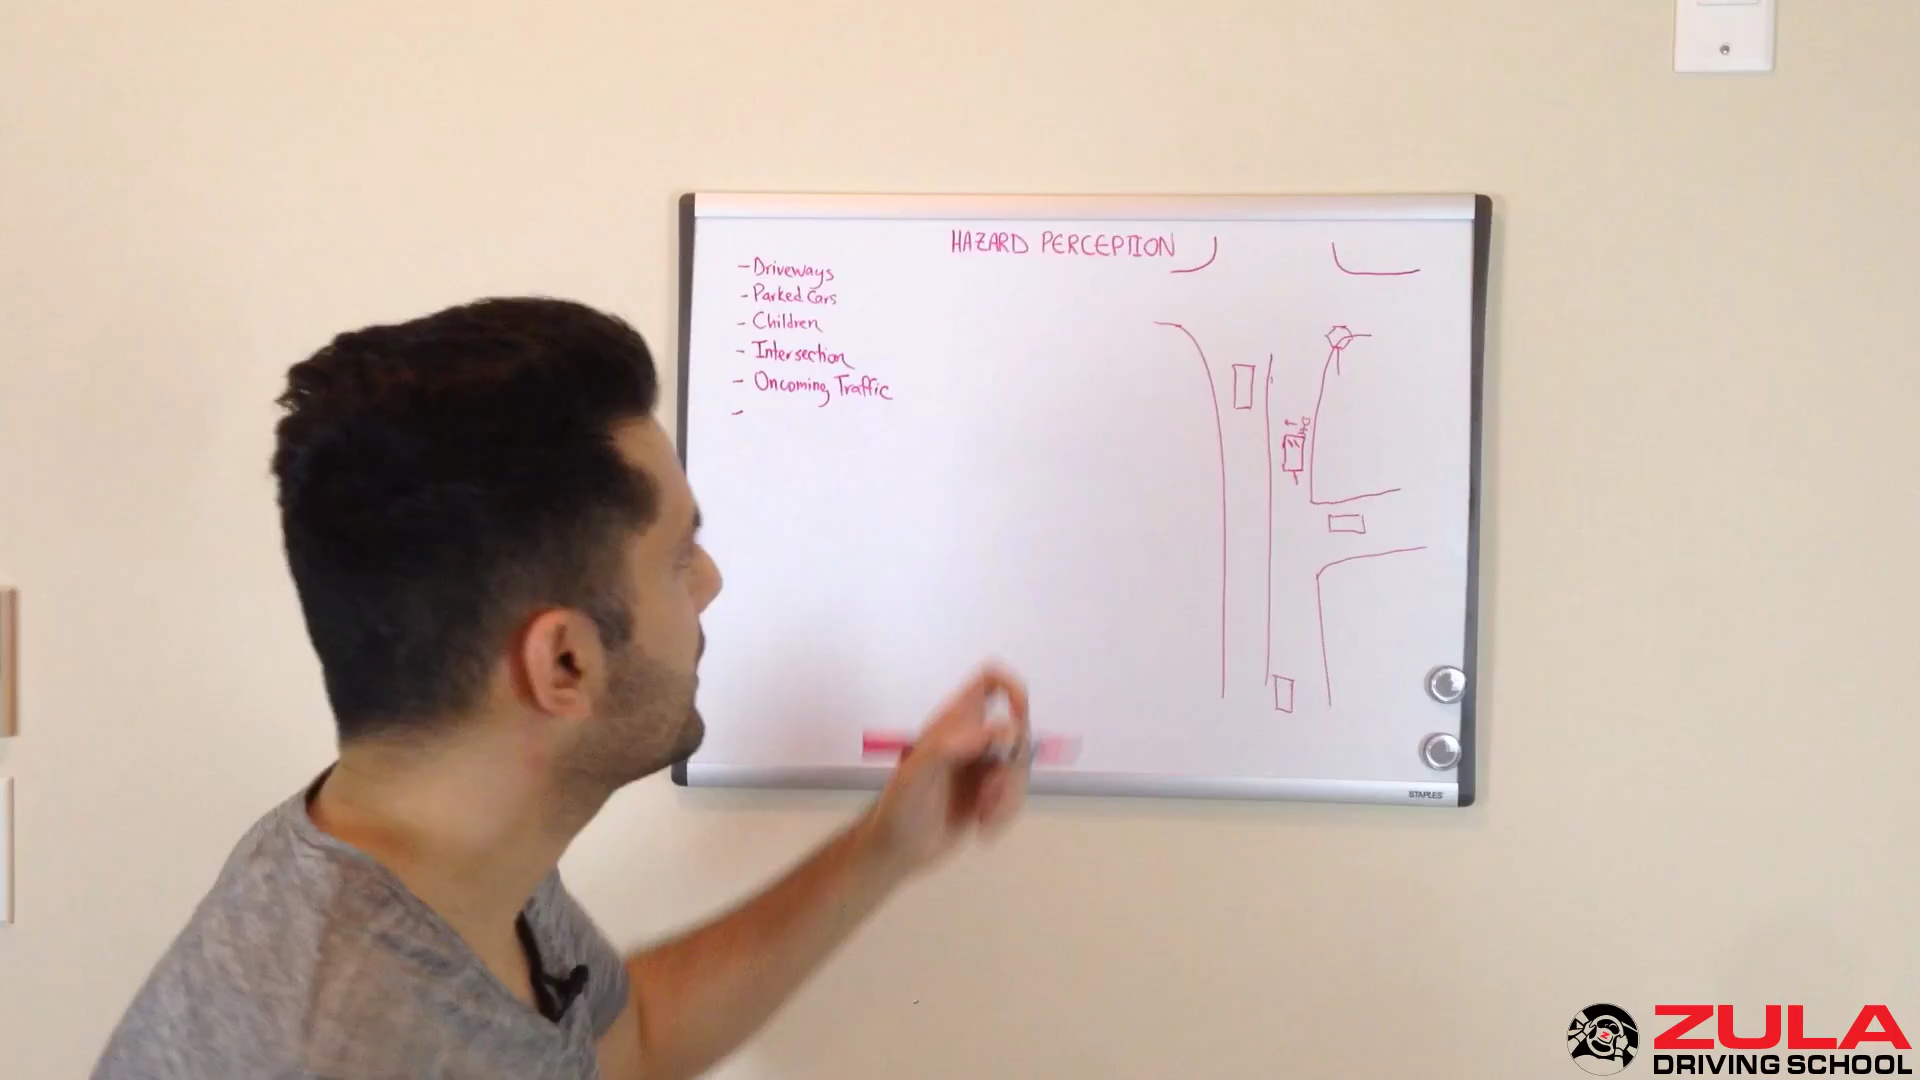 HAZARD PERCEPTION
- Driveways
- Parked Cars
- Children
- Intersection
- Oncoming Traffic
-
STAPLES
ZULA
DRIVING SCHOOL